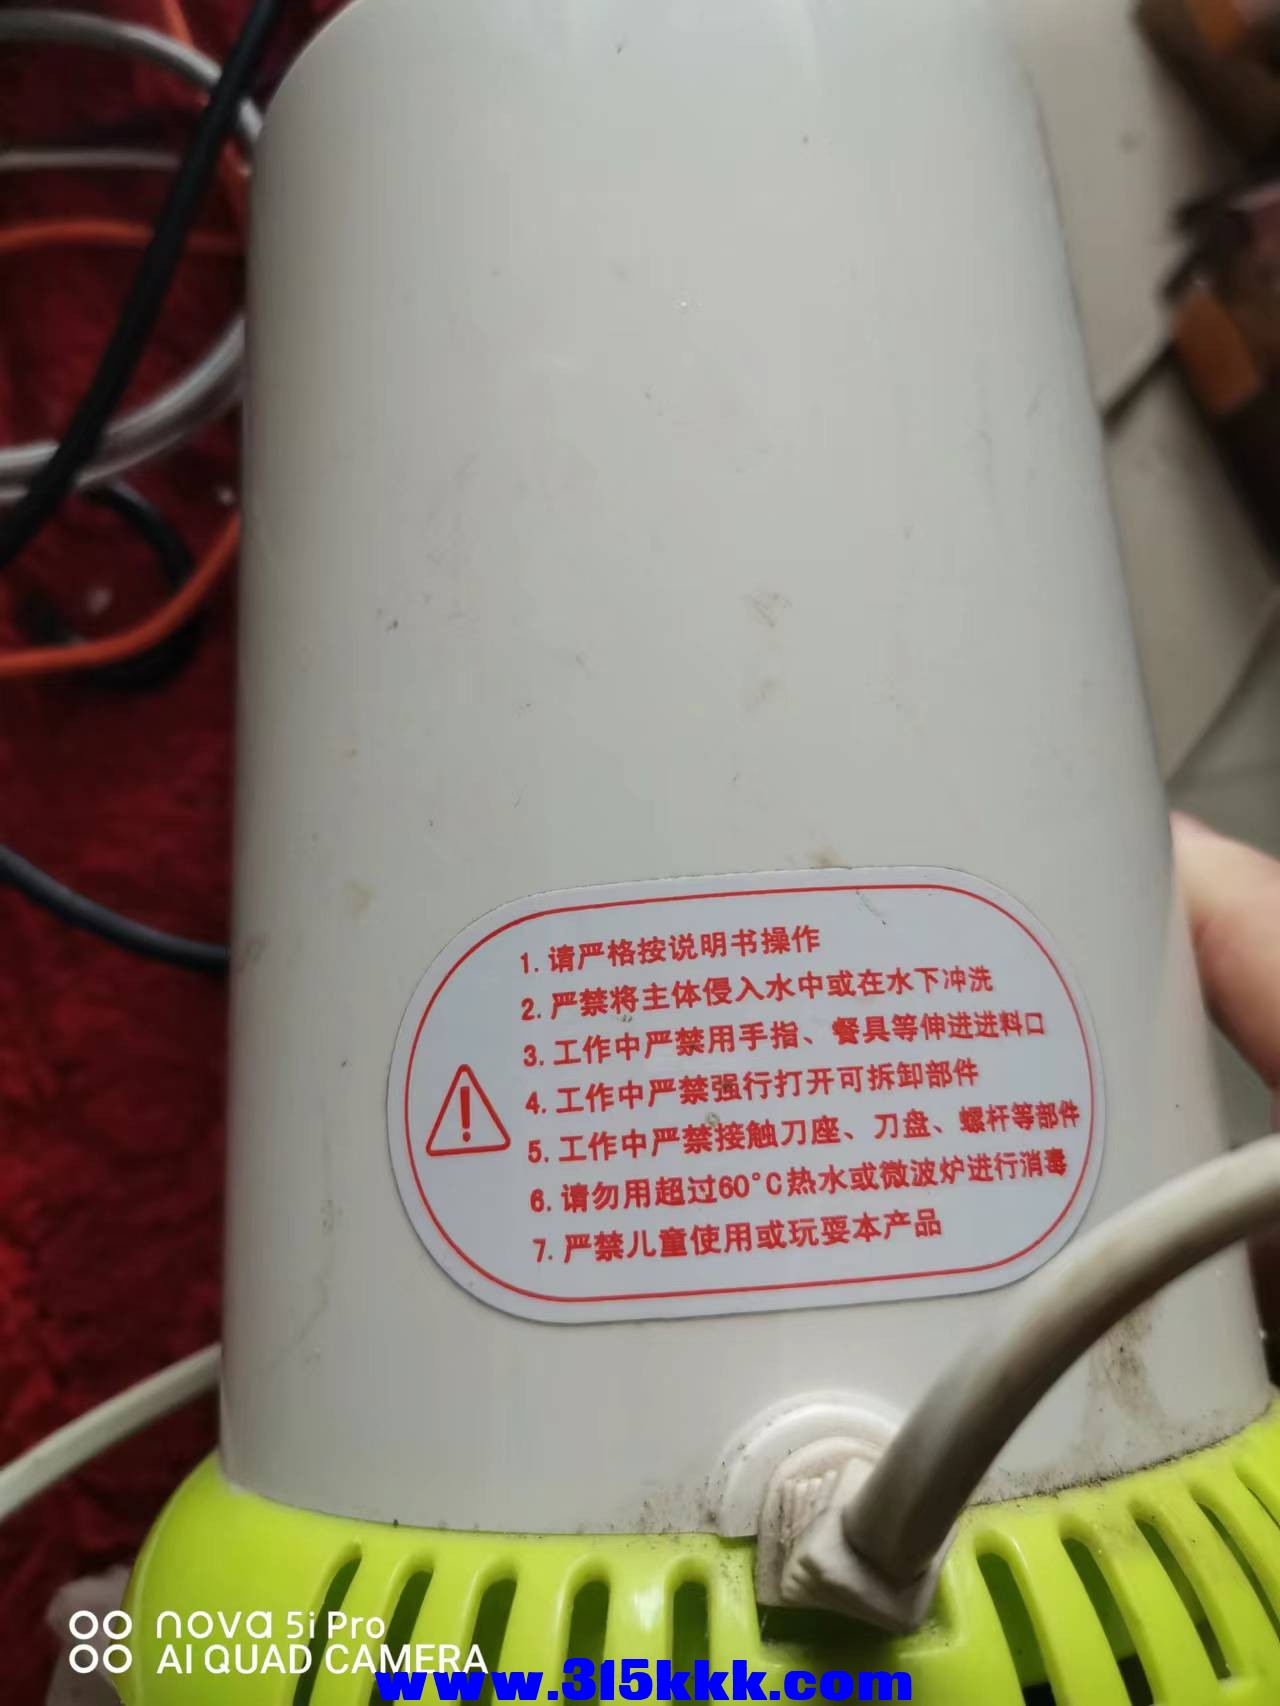 1. 请严格按说明书操作
2. 严禁将主体侵入水中或在水下冲洗
3. 工作中严禁用手指、餐具等伸进进料口
4. 工作中严禁强行打开可拆卸部件
5. 工作中严禁接触刀座、刀盘、螺杆等部件
6. 请勿用超过60°C热水或微波炉进行消毒
7. 严禁儿童使用或玩耍本产品
nova 5i Pro
AI QUAD CAMERA
www.315kkk.com